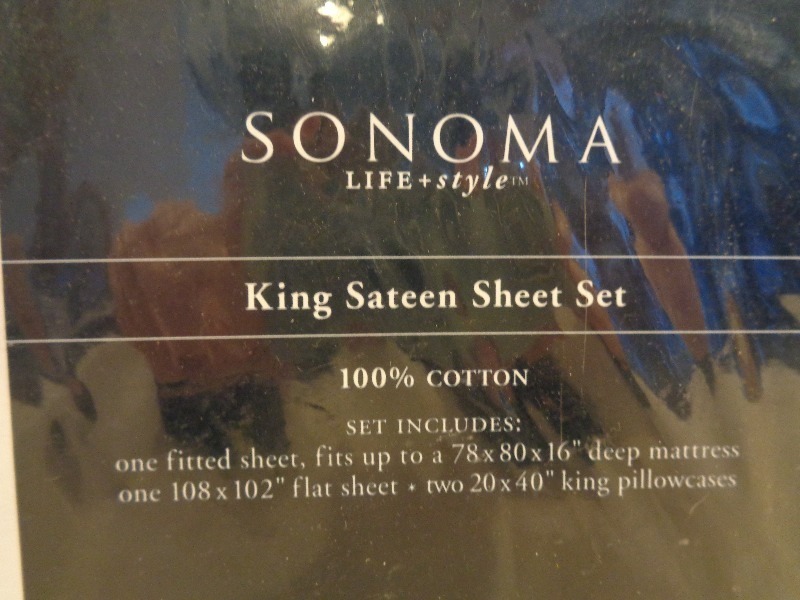 SONOMA
LIFE+style™
King Sateen Sheet Set
100% COTTON
SET INCLUDES:
one fitted sheet, fits up to a 78x80x16" deep mattress
one 108x102" flat sheet • two 20x40" king pillowcases